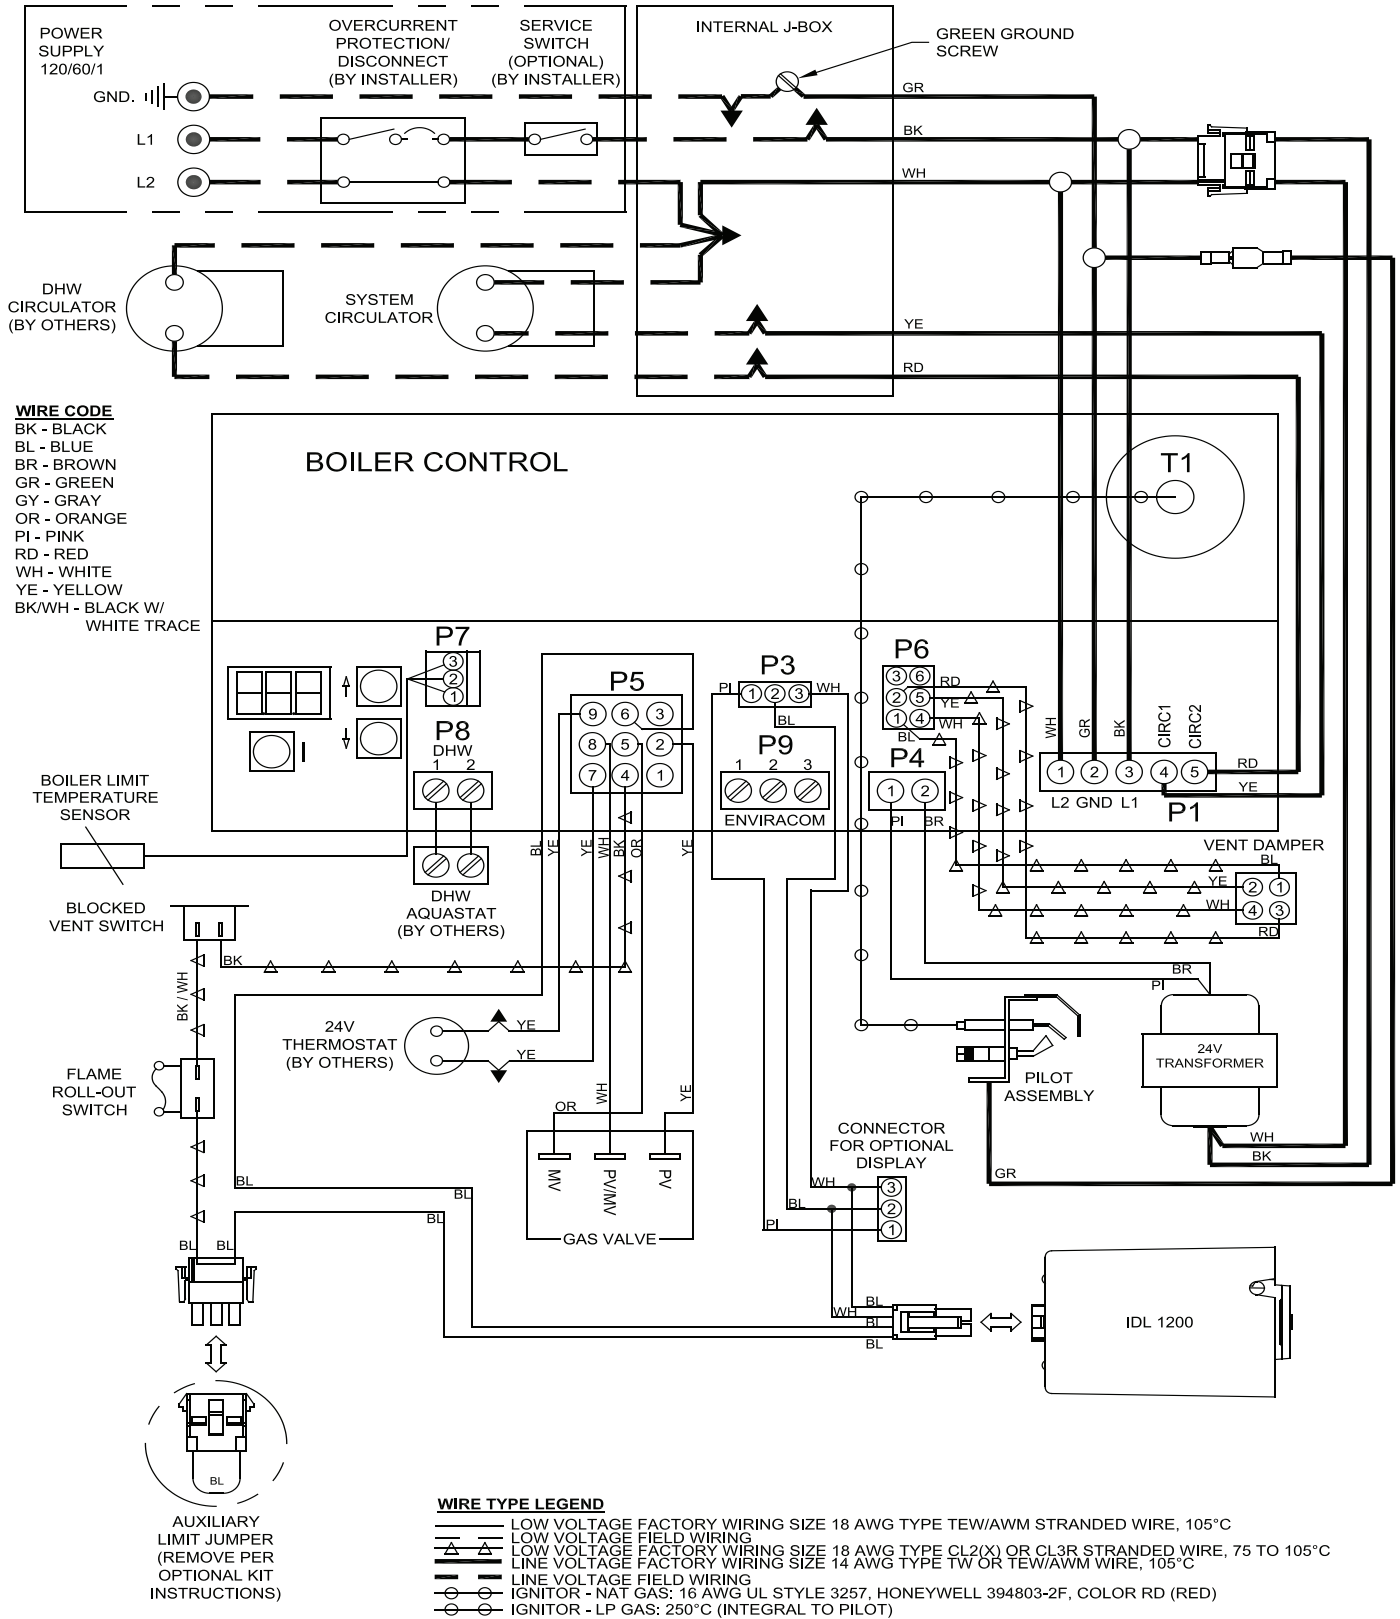 POWER
SUPPLY
120/60/1
OVERCURRENT
PROTECTION/
DISCONNECT
(BY INSTALLER)
SERVICE
SWITCH
(OPTIONAL)
(BY INSTALLER)
INTERNAL J-BOX
GREEN GROUND
SCREW
GND.
GR
L1
BK
L2
WH
DHW
CIRCULATOR
(BY OTHERS)
SYSTEM
CIRCULATOR
YE
RD
WIRE CODE
BK - BLACK
BL - BLUE
BR - BROWN
GR - GREEN
GY - GRAY
OR - ORANGE
PI - PINK
RD - RED
WH - WHITE
YE - YELLOW
BK/WH - BLACK W/
WHITE TRACE
BOILER CONTROL
T1
P7
3
2
1
P8
DHW
1 2
P5
9 6 3
8 5 2
7 4 1
P3
PI 1 2 3 WH
BL
P9
1 2 3
ENVIRACOM
P6
3 6 RD
2 5 YE
1 4 WH
BL
P4
1 2
PI BR
WH GR BK CIRC1 CIRC2
1 2 3 4 5
L2 GND L1
P1
RD
YE
BOILER LIMIT
TEMPERATURE
SENSOR
DHW
AQUASTAT
(BY OTHERS)
BL YE YE WH BK OR YE
VENT DAMPER
BL
YE 2 1
WH 4 3
RD
BLOCKED
VENT SWITCH
BK
BK / WH
24V
THERMOSTAT
(BY OTHERS)
YE
YE
BR
PI
24V
TRANSFORMER
WH
BK
PILOT
ASSEMBLY
GR
FLAME
ROLL-OUT
SWITCH
OR WH YE
MV PV/MV PV
GAS VALVE
CONNECTOR
FOR OPTIONAL
DISPLAY
WH 3
BL 2
PI 1
BL
BL
BL
BL BL
BL
WH
BL
BL
IDL 1200
BL
AUXILIARY
LIMIT JUMPER
(REMOVE PER
OPTIONAL KIT
INSTRUCTIONS)
WIRE TYPE LEGEND
LOW VOLTAGE FACTORY WIRING SIZE 18 AWG TYPE TEW/AWM STRANDED WIRE, 105°C
LOW VOLTAGE FIELD WIRING
LOW VOLTAGE FACTORY WIRING SIZE 18 AWG TYPE CL2(X) OR CL3R STRANDED WIRE, 75 TO 105°C
LINE VOLTAGE FACTORY WIRING SIZE 14 AWG TYPE TW OR TEW/AWM WIRE, 105°C
LINE VOLTAGE FIELD WIRING
IGNITOR - NAT GAS: 16 AWG UL STYLE 3257, HONEYWELL 394803-2F, COLOR RD (RED)
IGNITOR - LP GAS: 250°C (INTEGRAL TO PILOT)